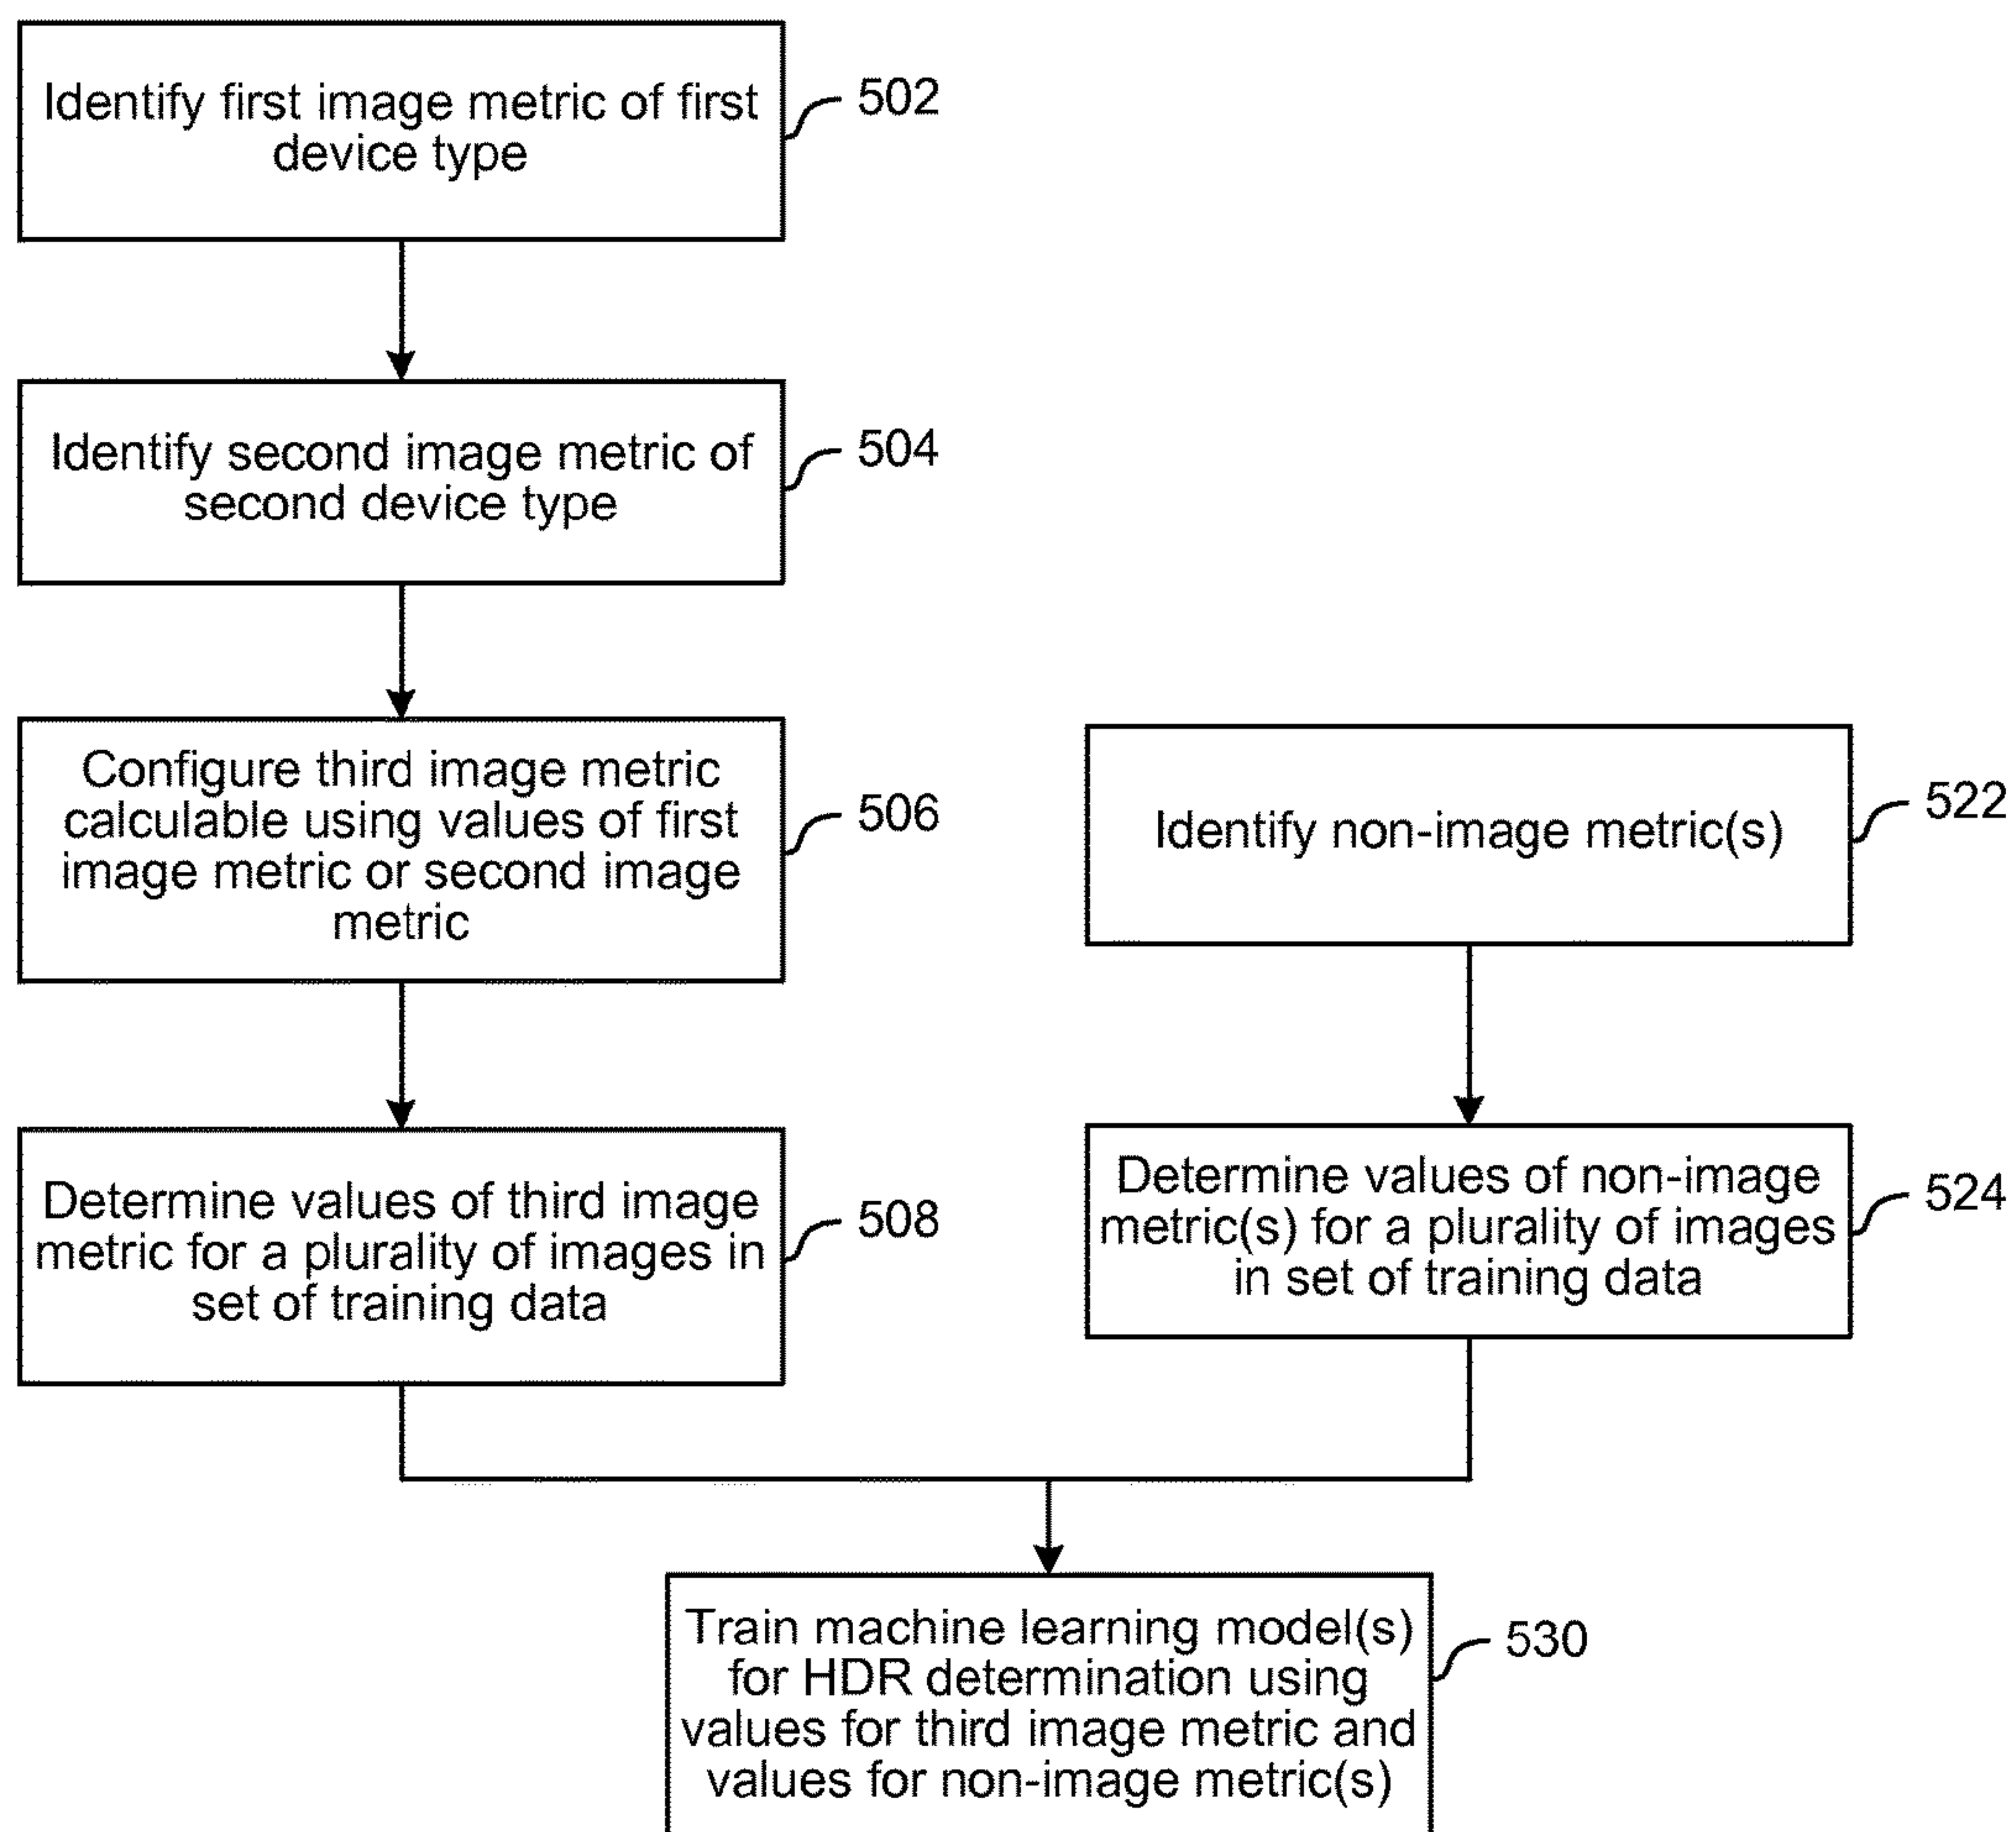 Identify first image metric of first
device type
502
Identify second image metric of
second device type
504
Configure third image metric
calculable using values of first
image metric or second image
metric
506
Identify non-image metric(s)
522
Determine values of third image
metric for a plurality of images in
set of training data
508
Determine values of non-image
metric(s) for a plurality of images
in set of training data
524
Train machine learning model(s)
for HDR determination using
values for third image metric and
values for non-image metric(s)
530